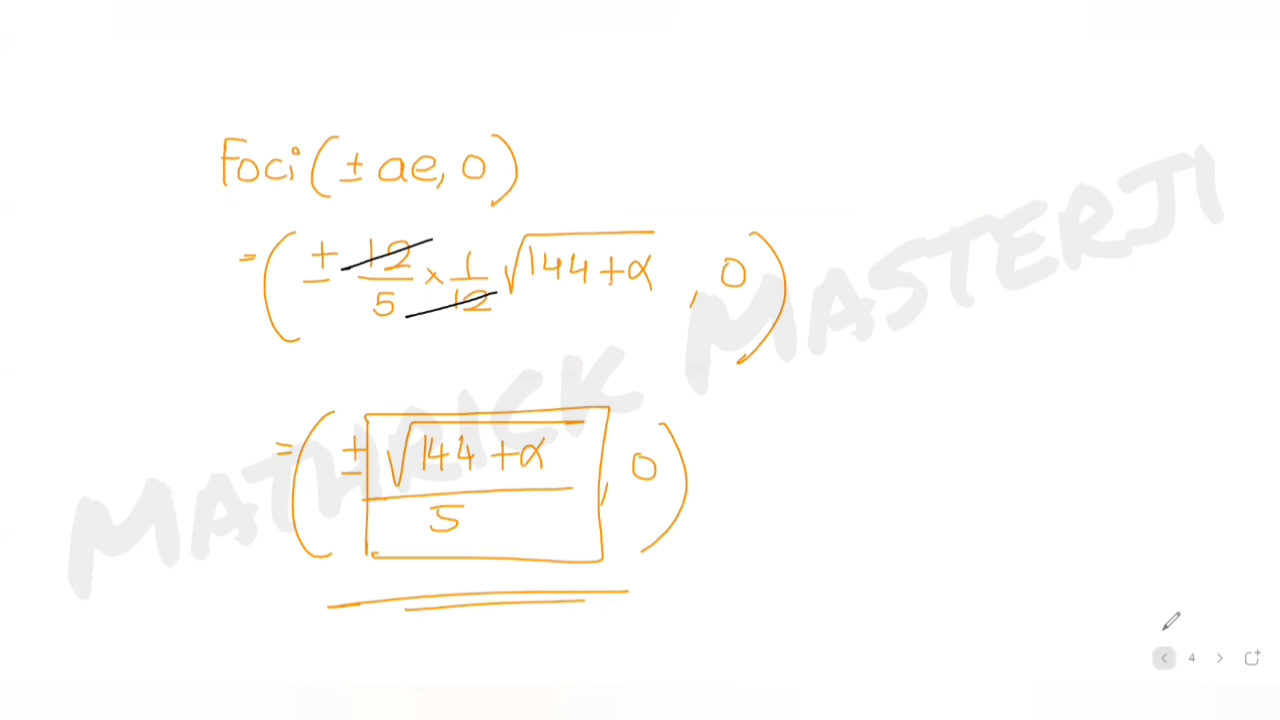 Foci (± ae, 0)
= (± 12/5 × 1/12 √144+α , 0)
= (± √144+α/5 , 0)
MATHRICK MASTERJI
4